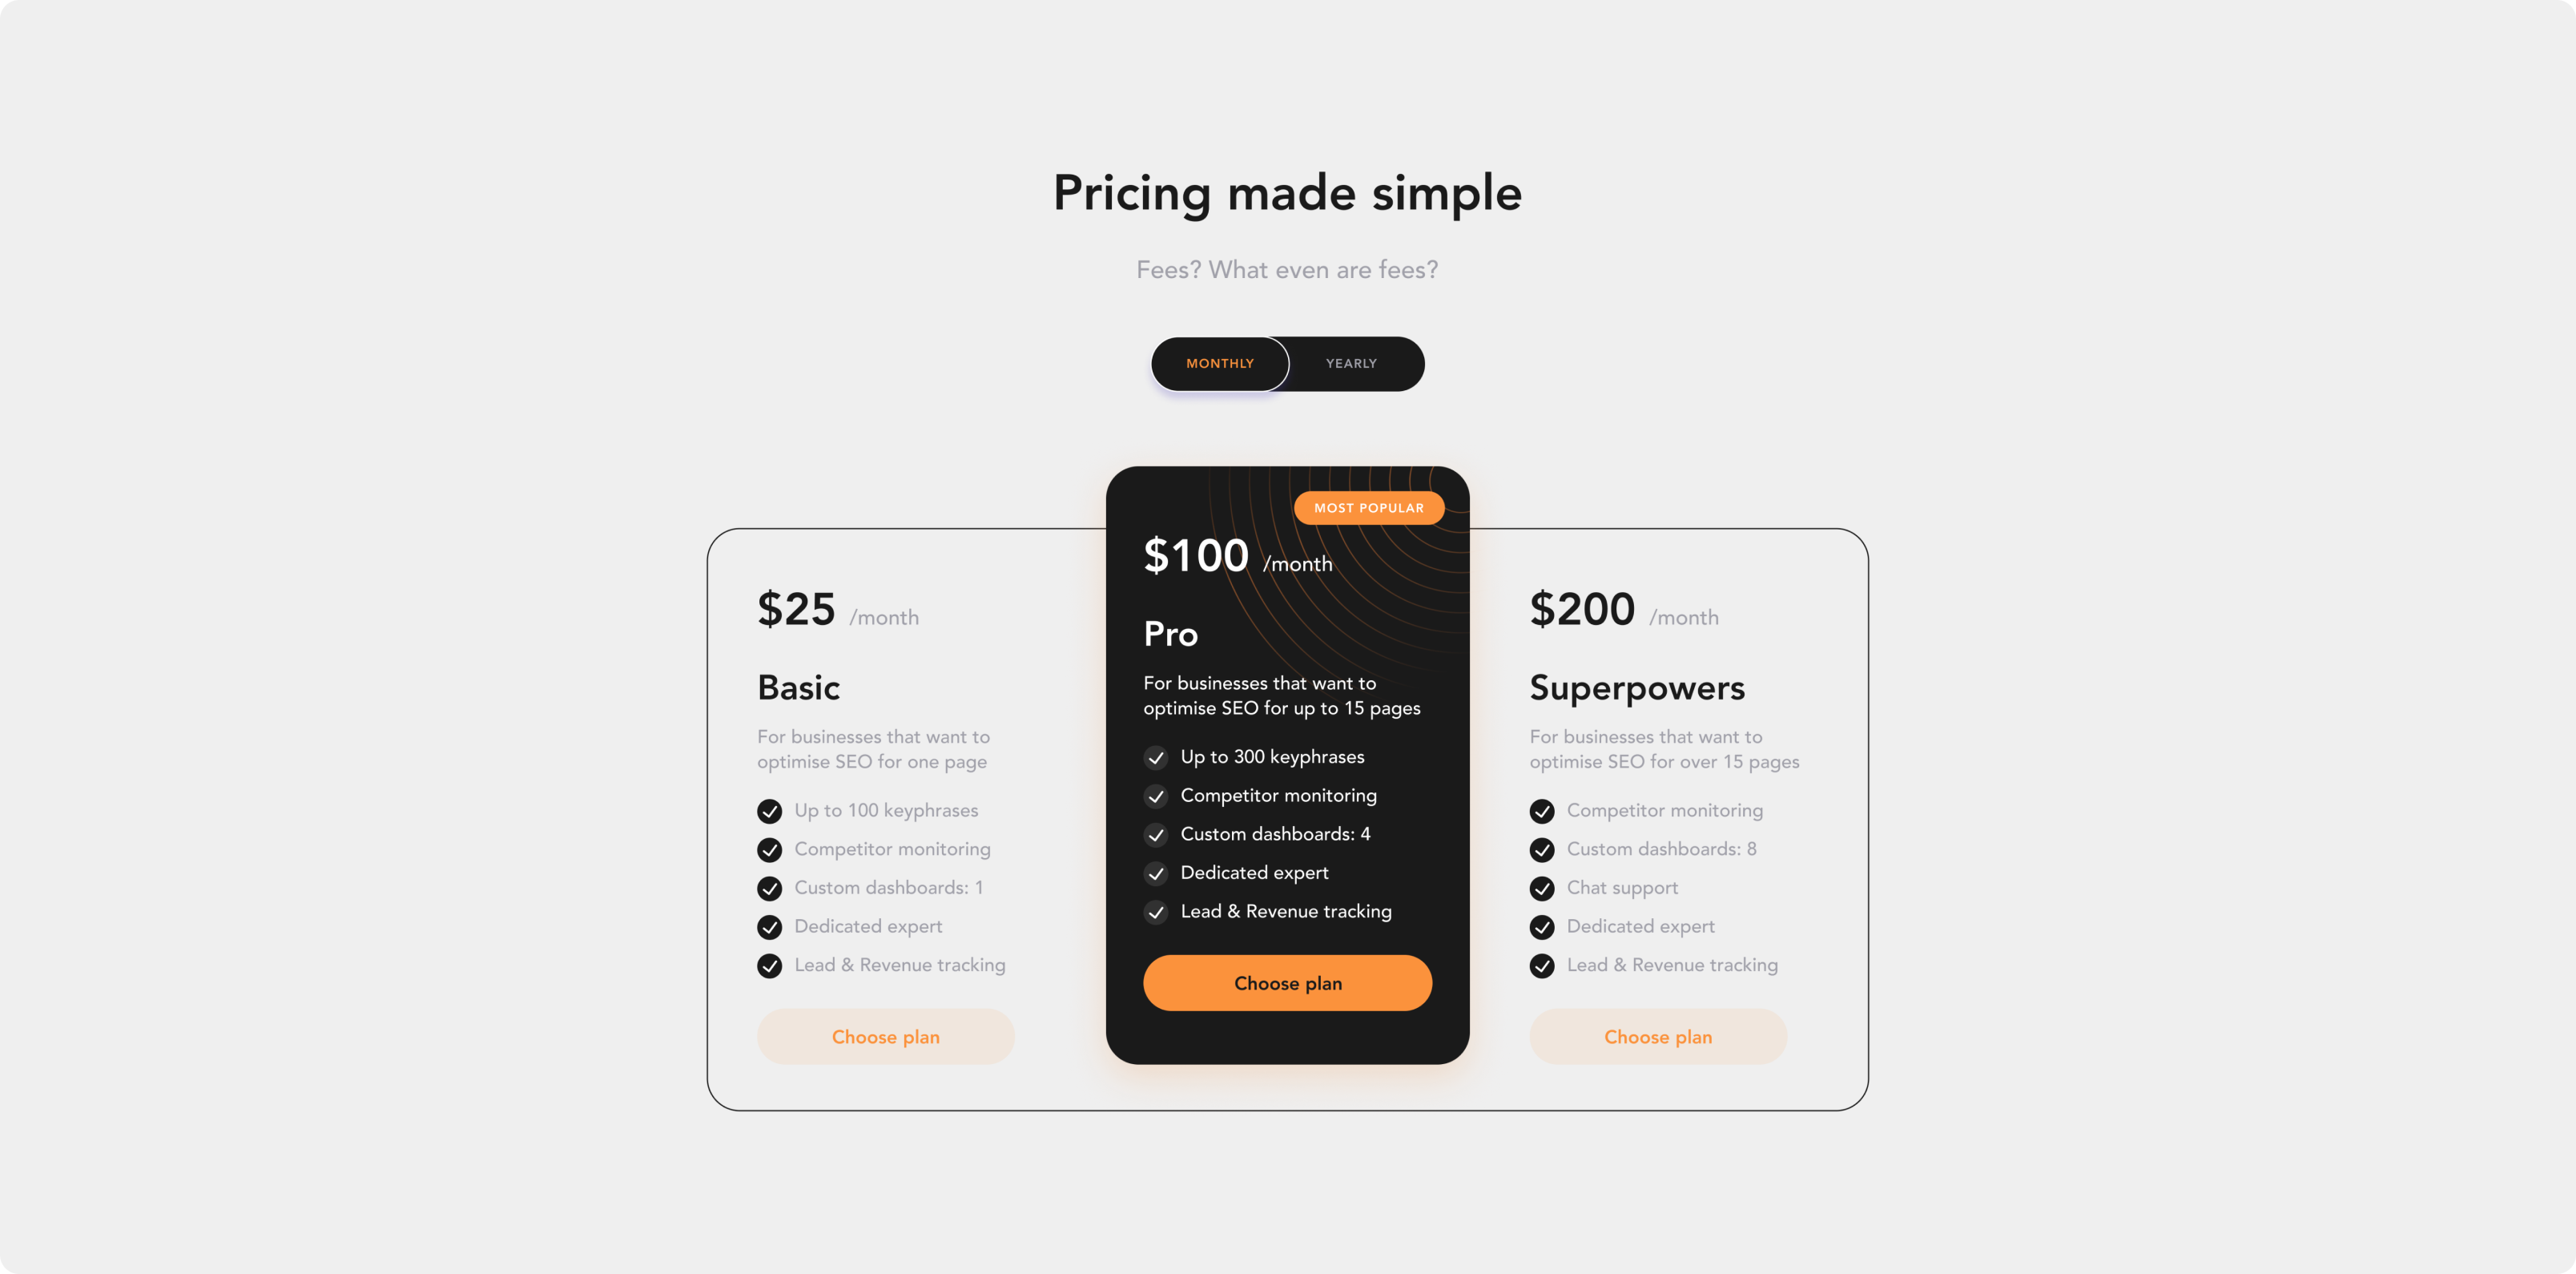 Pricing made simple
Fees? What even are fees?
MONTHLY
YEARLY
$25 /month
Basic
For businesses that want to
optimise SEO for one page
Up to 100 keyphrases
Competitor monitoring
Custom dashboards: 1
Dedicated expert
Lead & Revenue tracking
Choose plan
MOST POPULAR
$100 /month
Pro
For businesses that want to
optimise SEO for up to 15 pages
Up to 300 keyphrases
Competitor monitoring
Custom dashboards: 4
Dedicated expert
Lead & Revenue tracking
Choose plan
$200 /month
Superpowers
For businesses that want to
optimise SEO for over 15 pages
Competitor monitoring
Custom dashboards: 8
Chat support
Dedicated expert
Lead & Revenue tracking
Choose plan